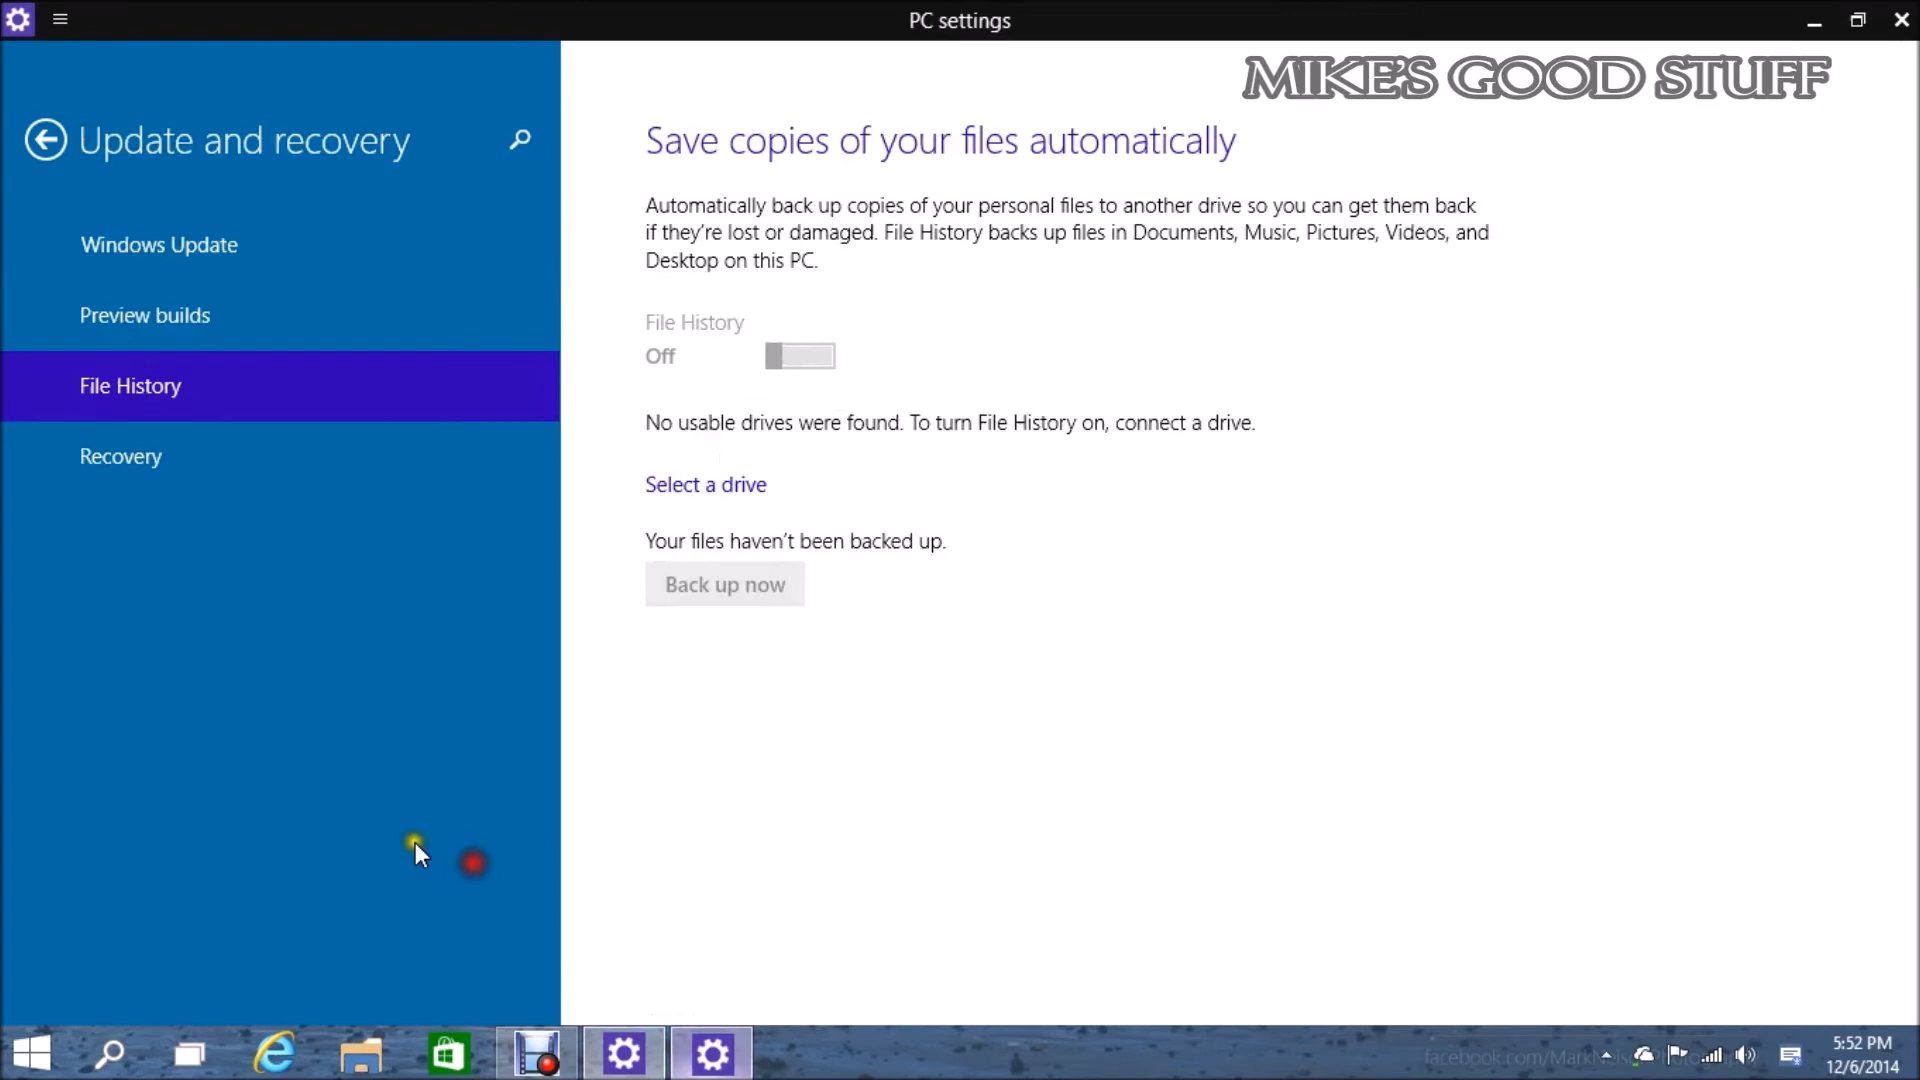 PC settings
MIKE'S GOOD STUFF
Update and recovery
Windows Update
Preview builds
File History
Recovery
Save copies of your files automatically
Automatically back up copies of your personal files to another drive so you can get them back
if they're lost or damaged. File History backs up files in Documents, Music, Pictures, Videos, and
Desktop on this PC.
File History
Off
No usable drives were found. To turn File History on, connect a drive.
Select a drive
Your files haven't been backed up.
Back up now
5:52 PM
12/6/2014